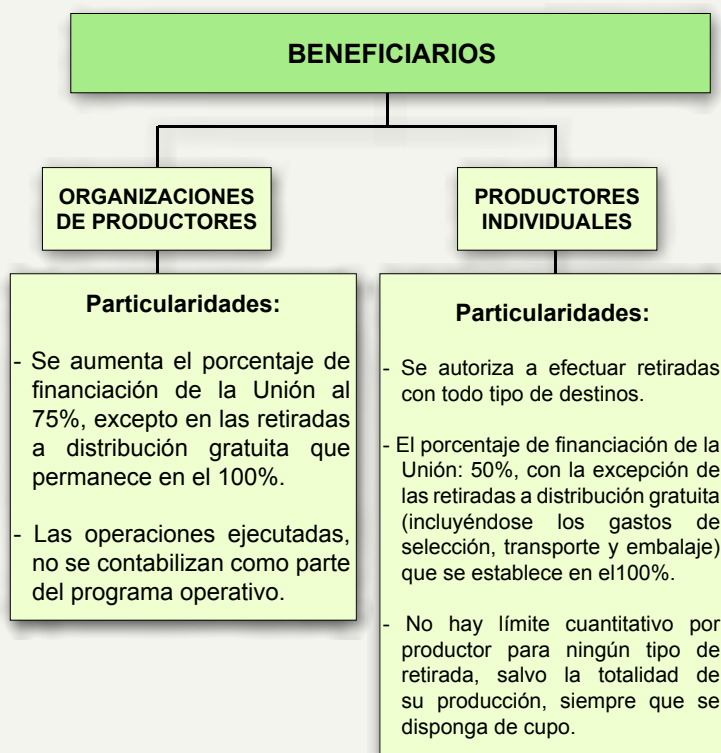 BENEFICIARIOS
ORGANIZACIONES
DE PRODUCTORES
Particularidades:
- Se aumenta el porcentaje de
financiación de la Unión al
75%, excepto en las retiradas
a distribución gratuita que
permanece en el 100%.
- Las operaciones ejecutadas,
no se contabilizan como parte
del programa operativo.
PRODUCTORES
INDIVIDUALES
Particularidades:
- Se autoriza a efectuar retiradas
con todo tipo de destinos.
- El porcentaje de financiación de la
Unión: 50%, con la excepción de
las retiradas a distribución gratuita
(incluyéndose los gastos de
selección, transporte y embalaje)
que se establece en el100%.
- No hay límite cuantitativo por
productor para ningún tipo de
retirada, salvo la totalidad de
su producción, siempre que se
disponga de cupo.